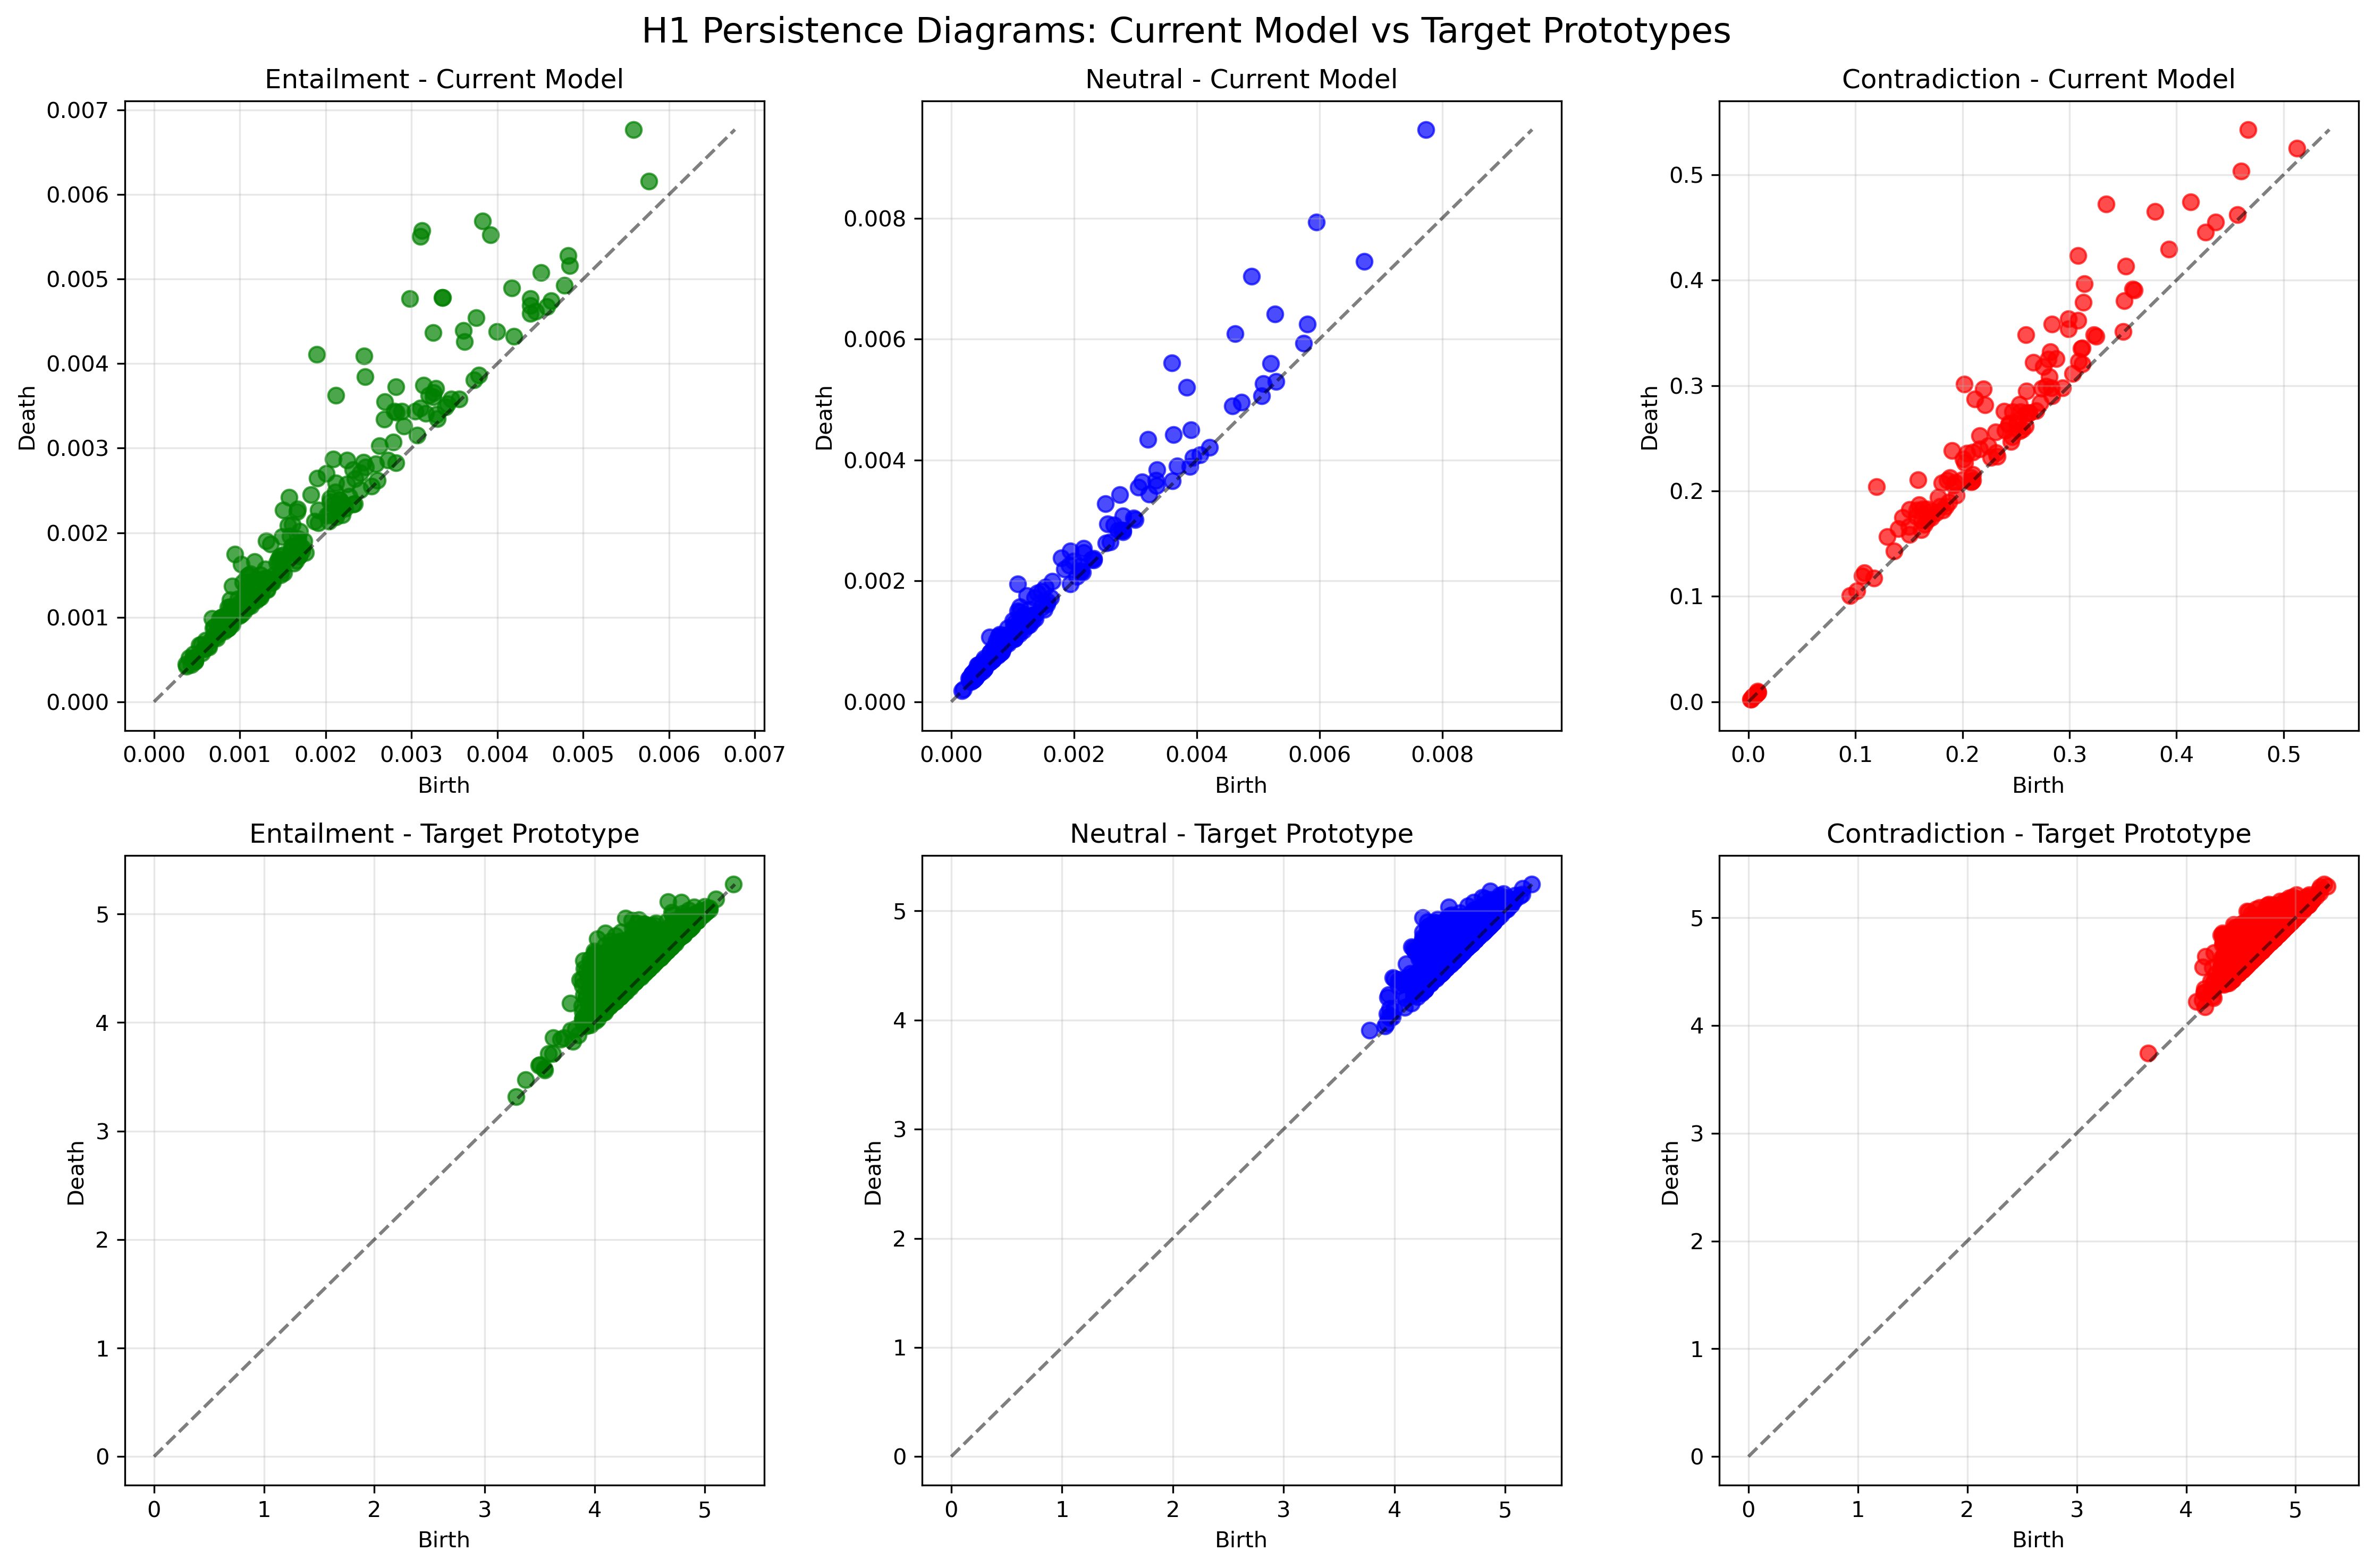 H1 Persistence Diagrams: Current Model vs Target Prototypes
Entailment - Current Model
Neutral - Current Model
Contradiction - Current Model
0.007
0.006
0.005
0.004
0.003
0.002
0.001
0.000
Death
0.000 0.001 0.002 0.003 0.004 0.005 0.006 0.007
Birth
0.008
0.006
0.004
0.002
0.000
Death
0.000 0.002 0.004 0.006 0.008
Birth
0.5
0.4
0.3
0.2
0.1
0.0
Death
0.0 0.1 0.2 0.3 0.4 0.5
Birth
Entailment - Target Prototype
Neutral - Target Prototype
Contradiction - Target Prototype
5
4
3
2
1
0
Death
0 1 2 3 4 5
Birth
5
4
3
2
1
0
Death
0 1 2 3 4 5
Birth
5
4
3
2
1
0
Death
0 1 2 3 4 5
Birth